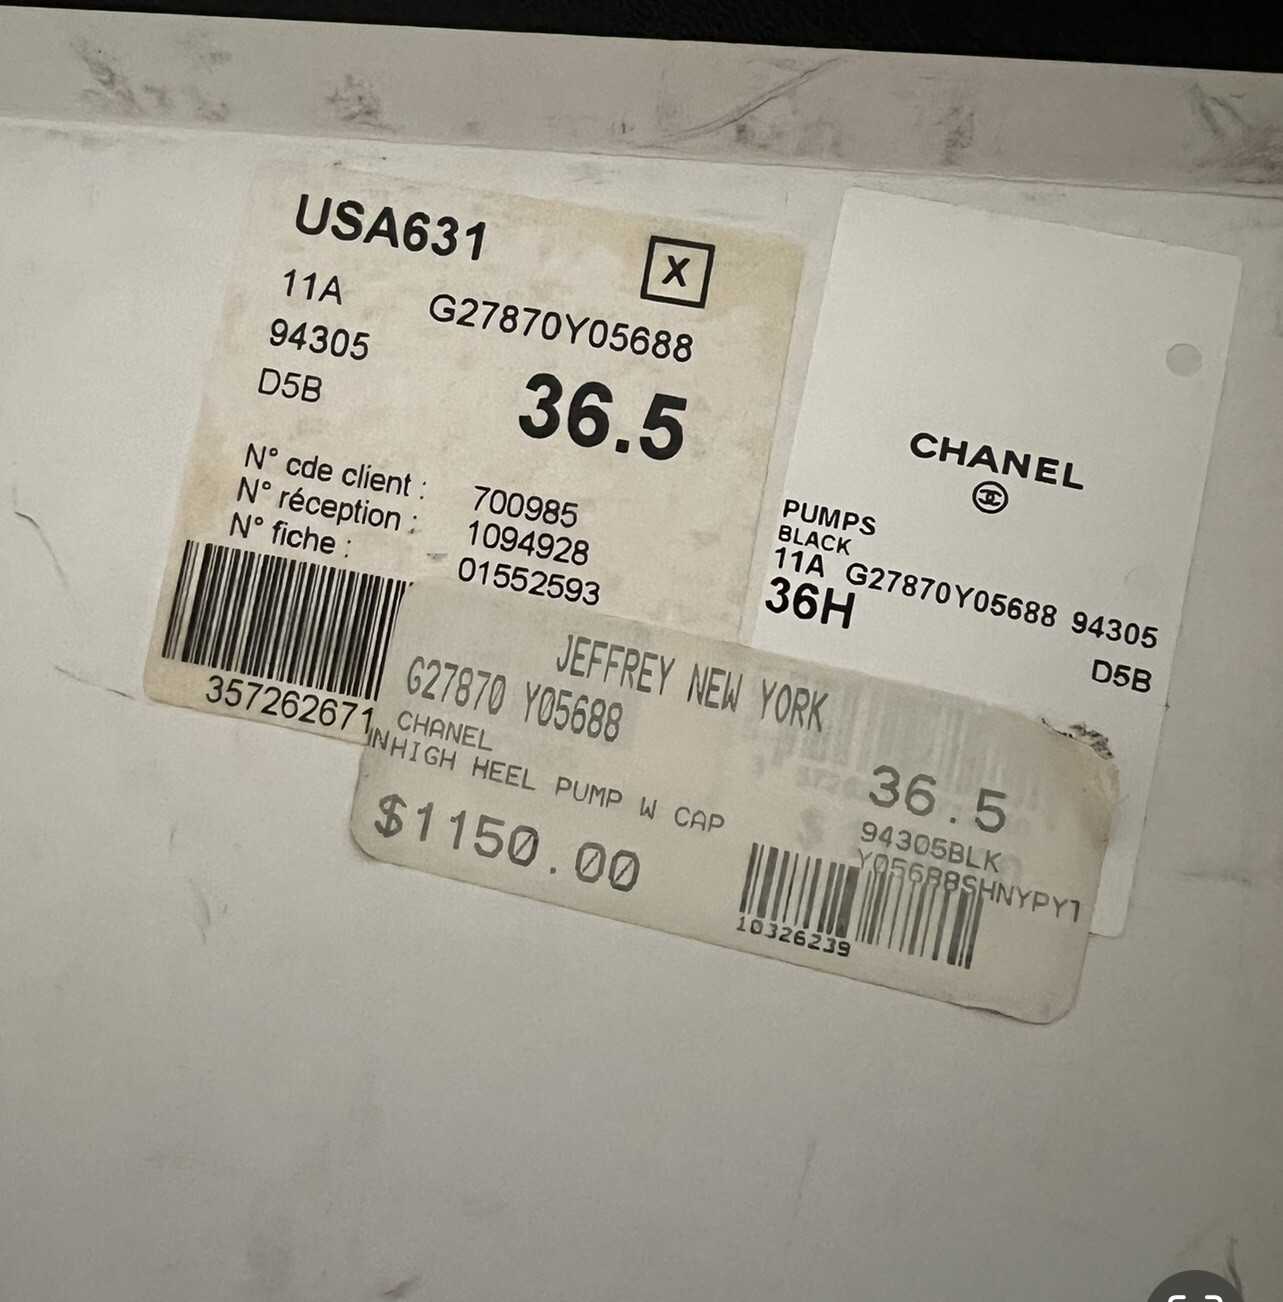 USA631
X
11A G27870Y05688
94305
D5B 36.5
N° cde client : 700985
N° réception : 1094928
N° fiche : 01552593
357262671
CHANEL
PUMPS
BLACK
11A G27870Y05688 94305
36H
D5B
JEFFREY NEW YORK
G27870 Y05688
CHANEL
HIGH HEEL PUMP W CAP
$1150.00
36.5
94305BLK
10326239